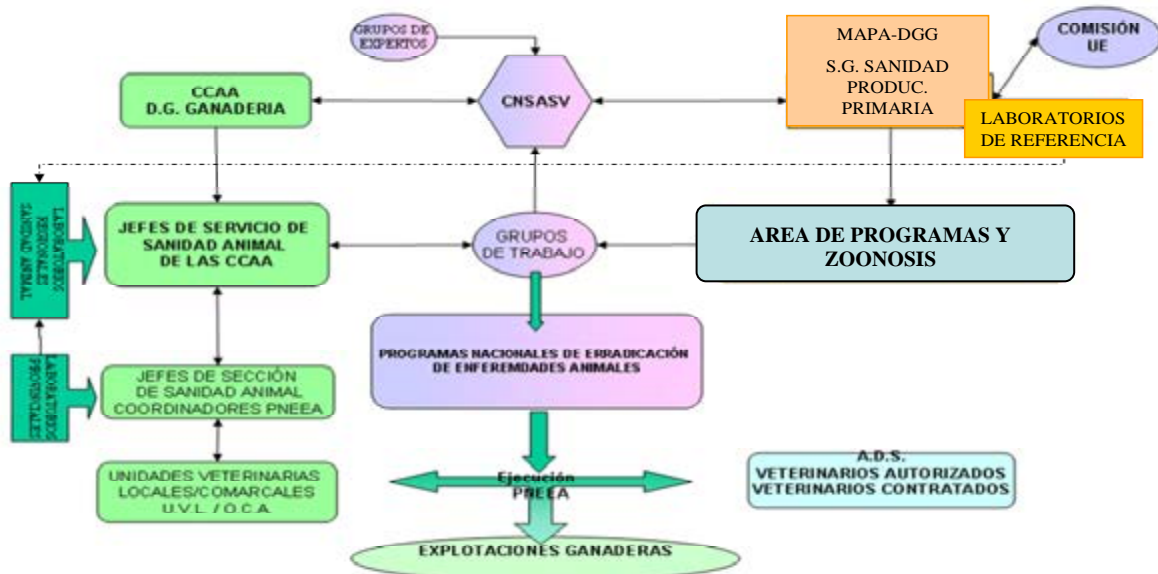 GRUPOS DE
EXPERTOS
MAPA-DGG
S.G. SANIDAD
PRODUC.
PRIMARIA
COMISIÓN
UE
CCAA
D.G. GANADERIA
CNSASV
LABORATORIOS
DE REFERENCIA
LABORATORIOS
REGIONALES
SANIDAD ANIMAL
JEFES DE SERVICIO DE
SANIDAD ANIMAL
DE LAS CCAA
GRUPOS
DE TRABAJO
AREA DE PROGRAMAS Y
ZOONOSIS
PROGRAMAS NACIONALES DE ERRADICACIÓN
DE ENFEREMDADES ANIMALES
LABORATORIOS
PROVINCIALES
JEFES DE SECCIÓN
DE SANIDAD ANIMAL
COORDINADORES PNEEA
UNIDADES VETERINARIAS
LOCALES/COMARCALES
U.V.L. / O.C.A.
Ejecución
PNEEA
A.D.S.
VETERINARIOS AUTORIZADOS
VETERINARIOS CONTRATADOS
EXPLOTACIONES GANADERAS